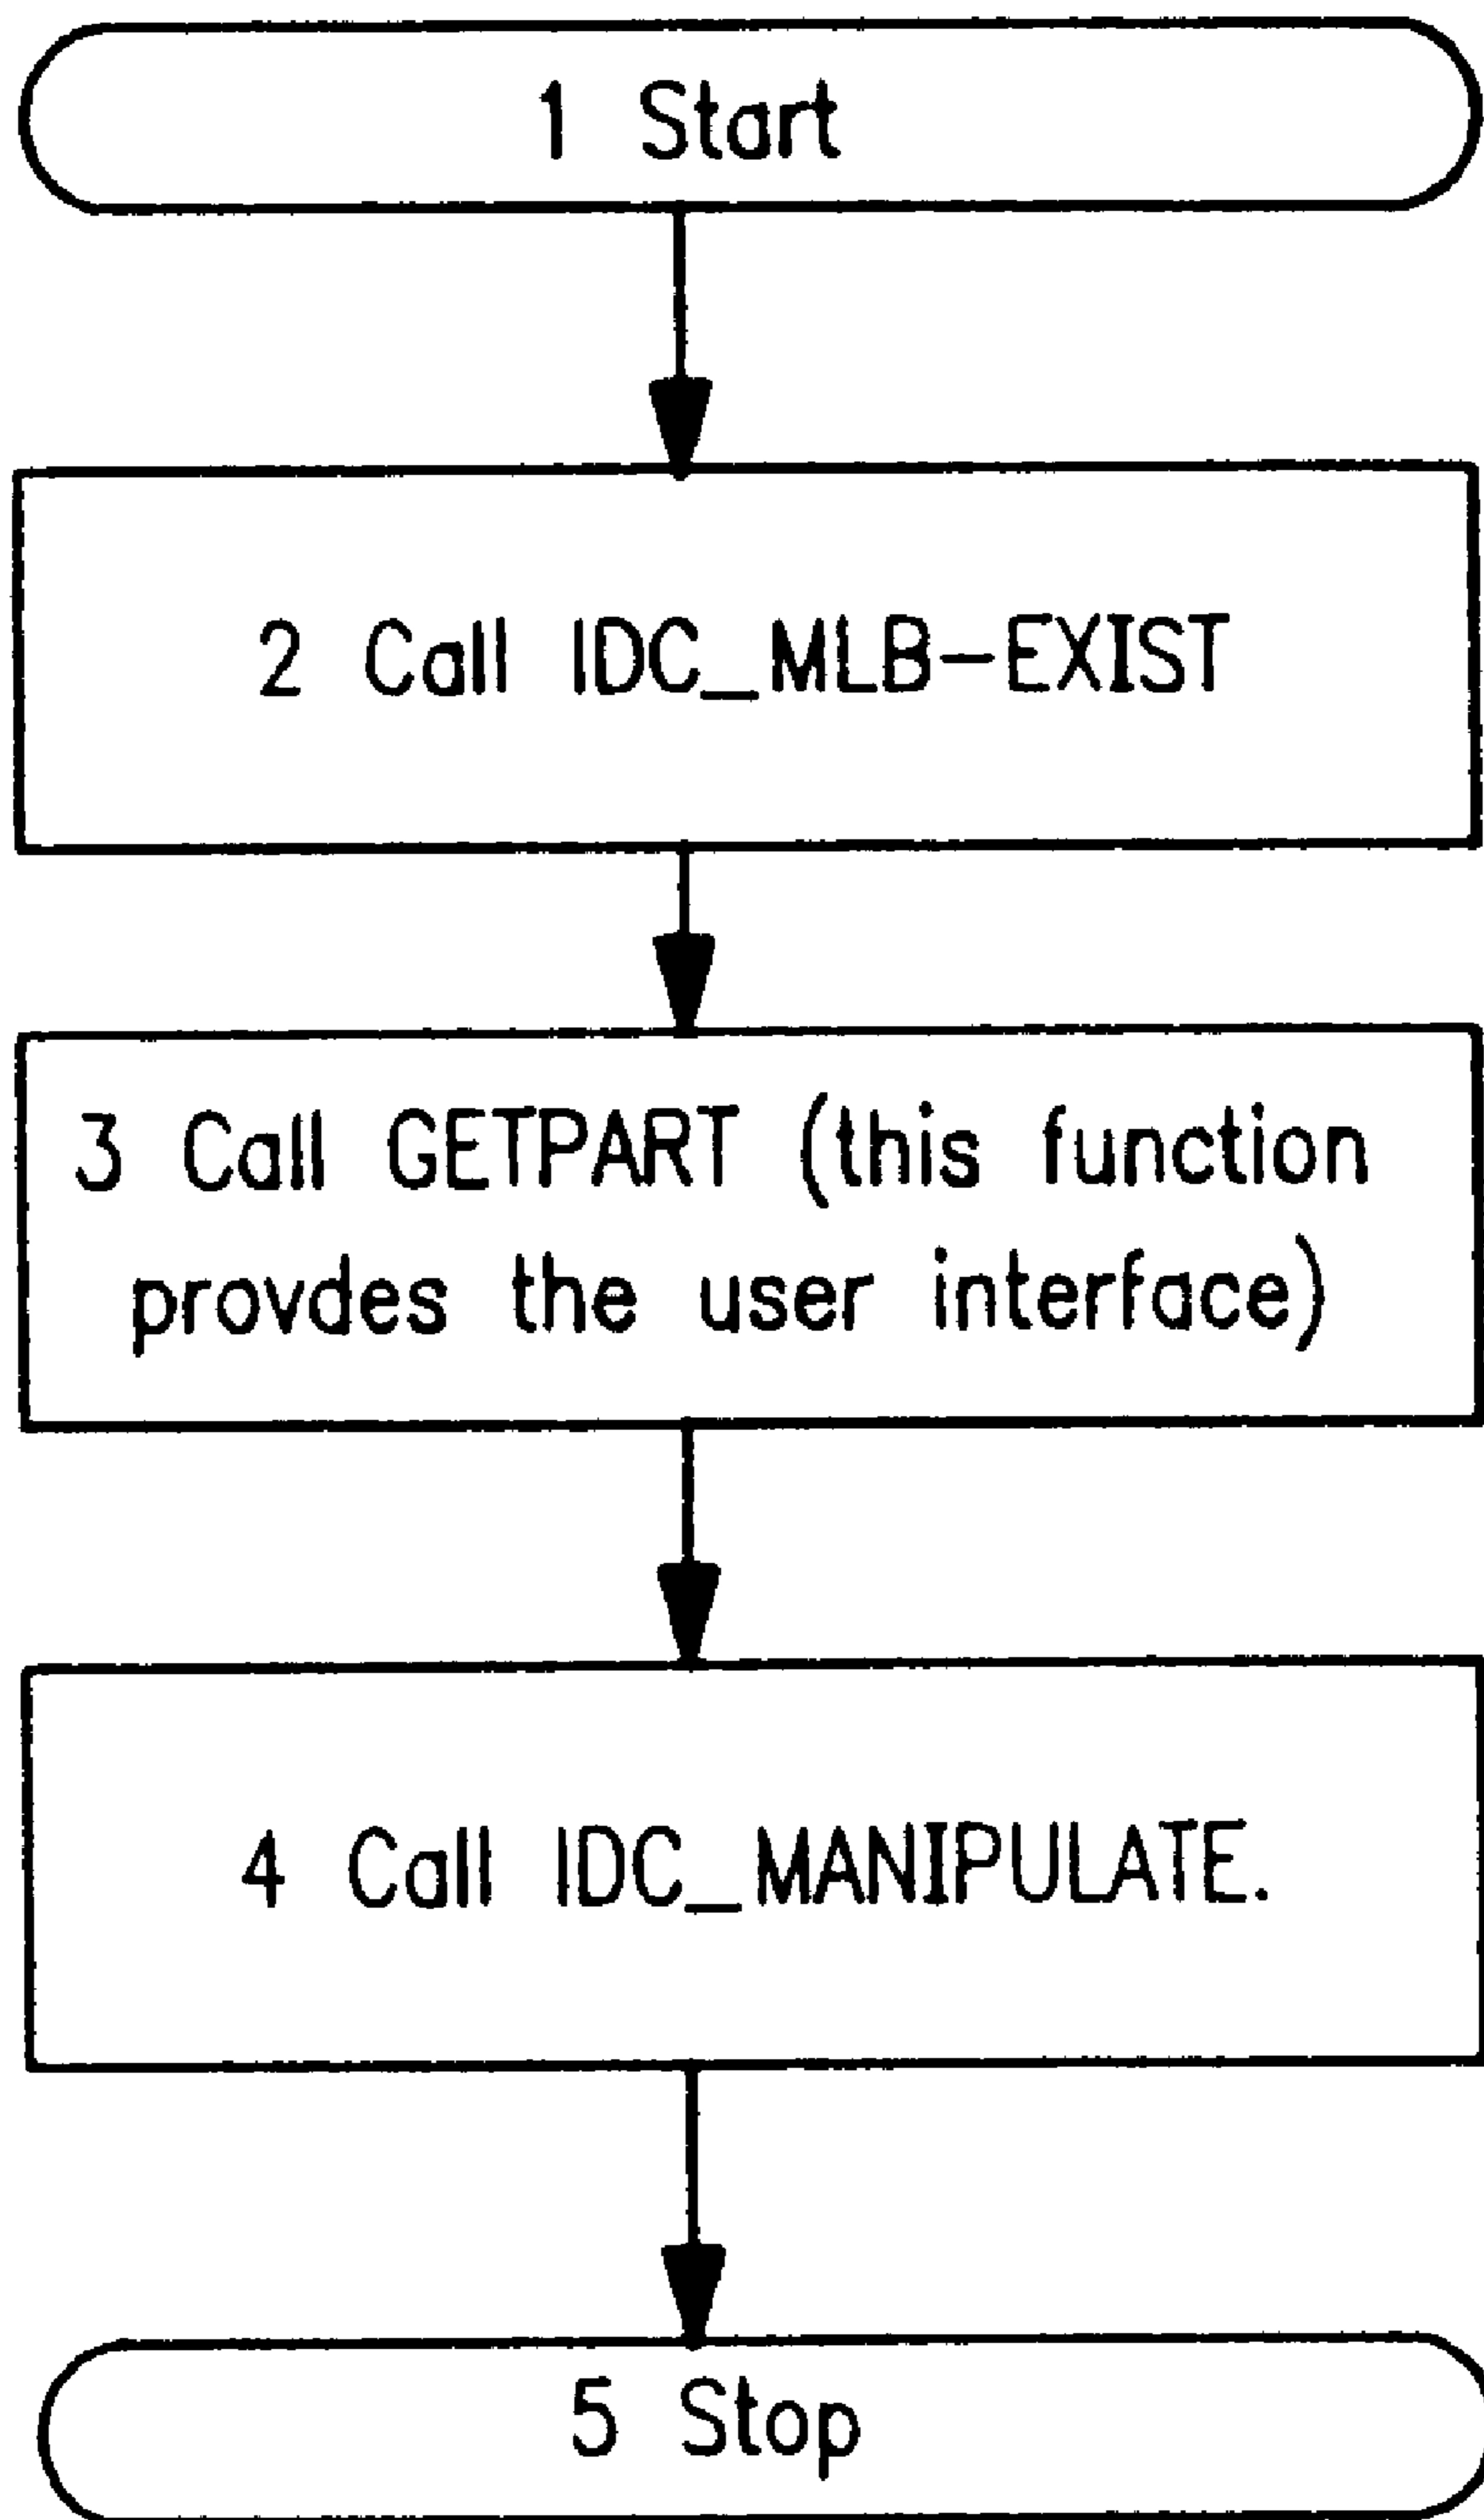 1 Start
2 Call IDC_MLB-EXIST
3 Call GETPART (this function
provdes the user interface)
4 Call IDC_MANIPULATE.
5 Stop